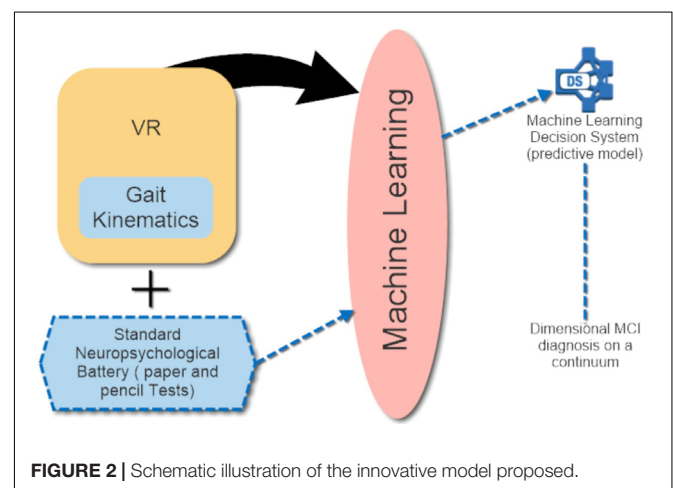 VR
Gait
Kinematics
Standard
Neuropsychological
Battery ( paper and
pencil Tests)
Machine Learning
DS
Machine Learning
Decision System
(predictive model)
Dimensional MCI
diagnosis on a
continuum
FIGURE 2 | Schematic illustration of the innovative model proposed.